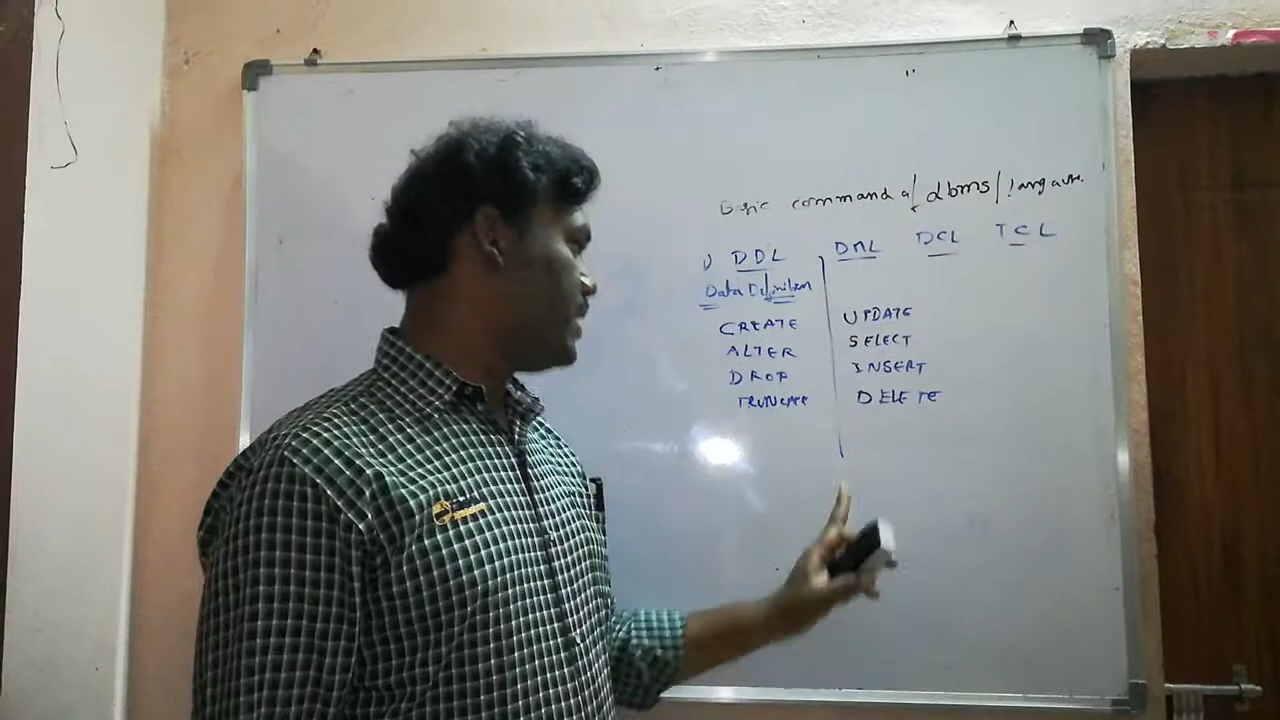 Basic command of dbms / language
1) DDL DML DCL TCL
Data Definition
CREATE UPDATE
ALTER SELECT
DROP INSERT
TRUNCATE DELETE